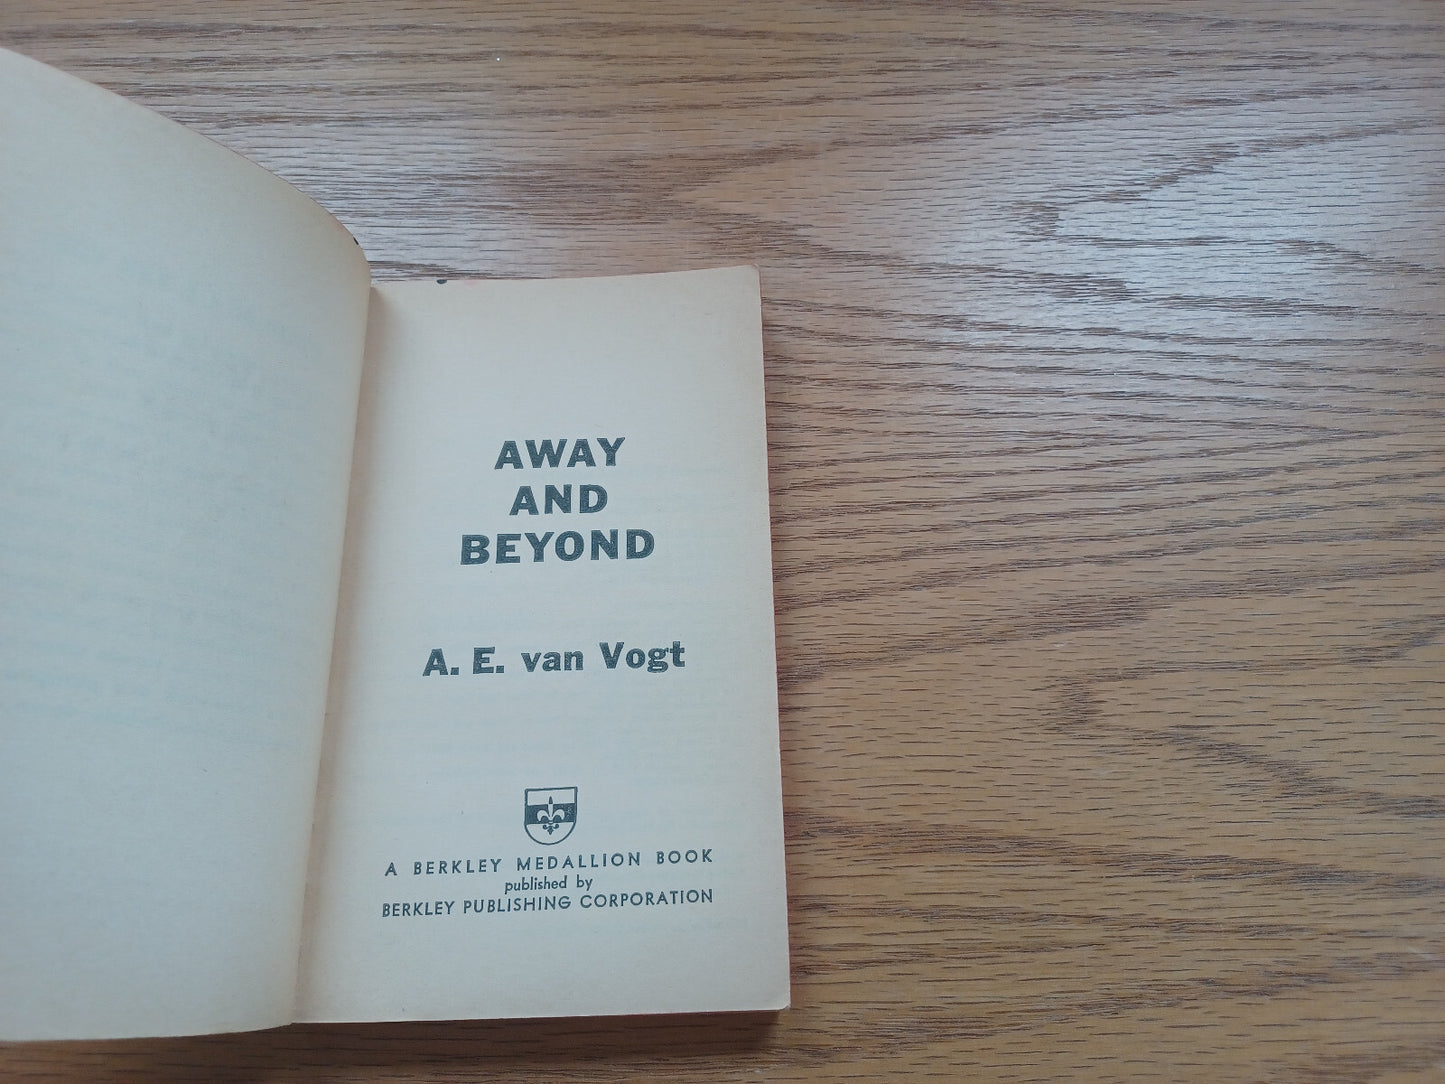 AWAY
AND
BEYOND
A. E. van Vogt
A BERKLEY MEDALLION BOOK
published by
BERKLEY PUBLISHING CORPORATION